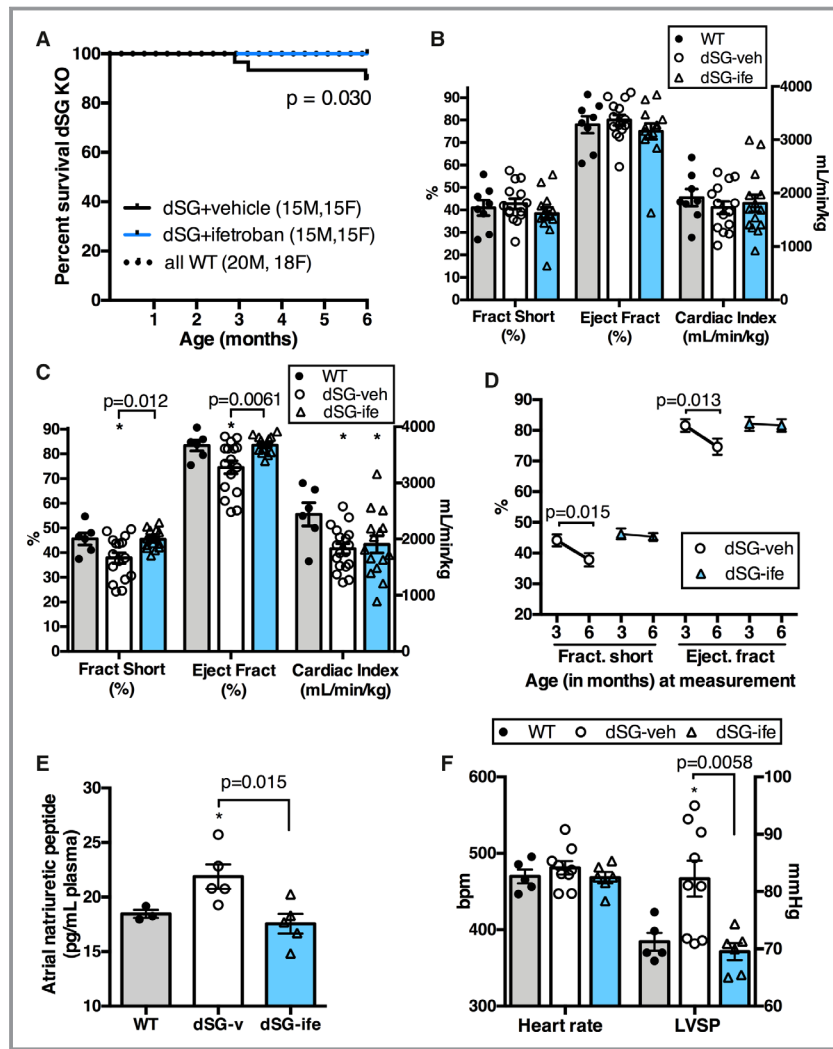 A
Percent survival dSG KO
100
80
60
40
20
0
p = 0.030
dSG+vehicle (15M,15F)
dSG+ifetroban (15M,15F)
all WT (20M, 18F)
1 2 3 4 5 6
Age (months)
B
WT
dSG-veh
dSG-ife
%
90
80
70
60
50
40
30
20
10
0
4000
3000
2000
1000
0
mL/min/kg
Fract Short
(%)
Eject Fract
(%)
Cardiac Index
(mL/min/kg)
C
WT
dSG-veh
dSG-ife
p=0.012
p=0.0061
* * * *
%
90
80
70
60
50
40
30
20
10
0
4000
3000
2000
1000
0
mL/min/kg
Fract Short
(%)
Eject Fract
(%)
Cardiac Index
(mL/min/kg)
D
%
90
80
70
60
50
40
30
20
p=0.013
p=0.015
dSG-veh
dSG-ife
3 6 3 6 3 6 3 6
Fract. short Eject. fract
Age (in months) at measurement
E
Atrial natriuretic peptide
(pg/mL plasma)
30
25
20
15
10
p=0.015
*
WT dSG-v dSG-ife
WT dSG-veh dSG-ife
F
p=0.0058
*
bpm
600
500
400
300
100
90
80
70
60
mmHg
Heart rate LVSP